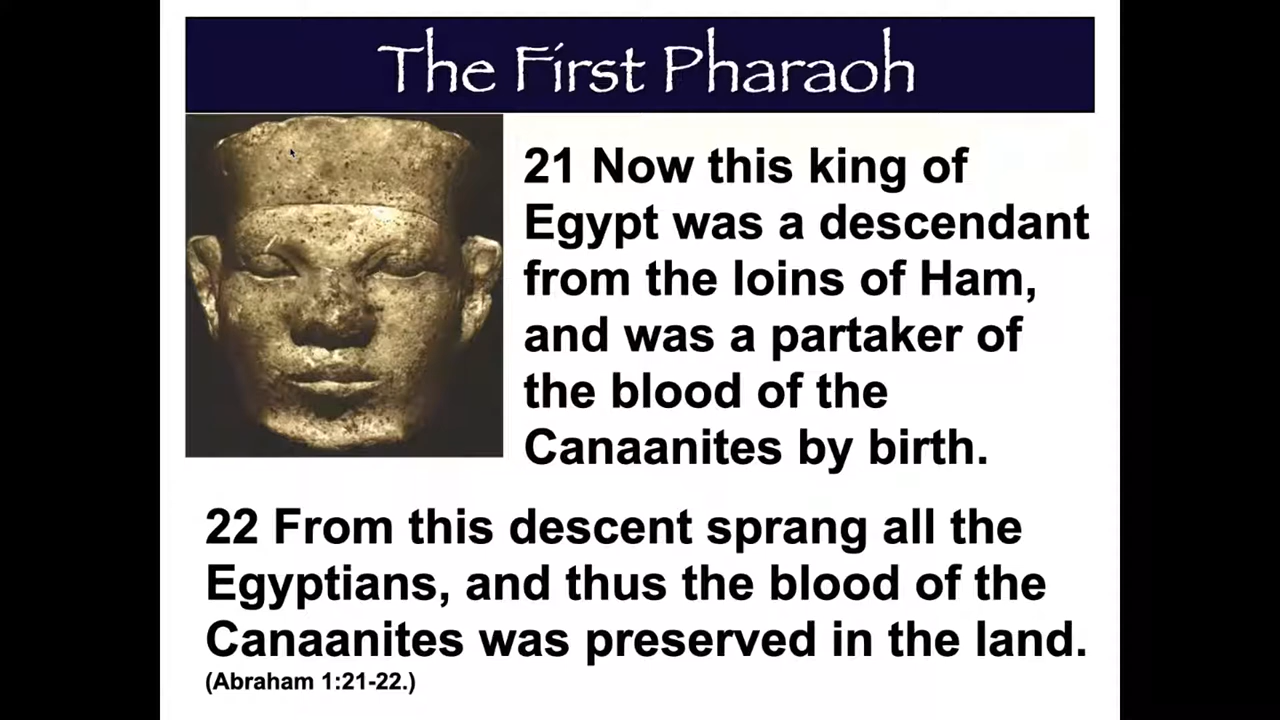 The First Pharaoh
21 Now this king of
Egypt was a descendant
from the loins of Ham,
and was a partaker of
the blood of the
Canaanites by birth.
22 From this descent sprang all the
Egyptians, and thus the blood of the
Canaanites was preserved in the land.
(Abraham 1:21-22.)